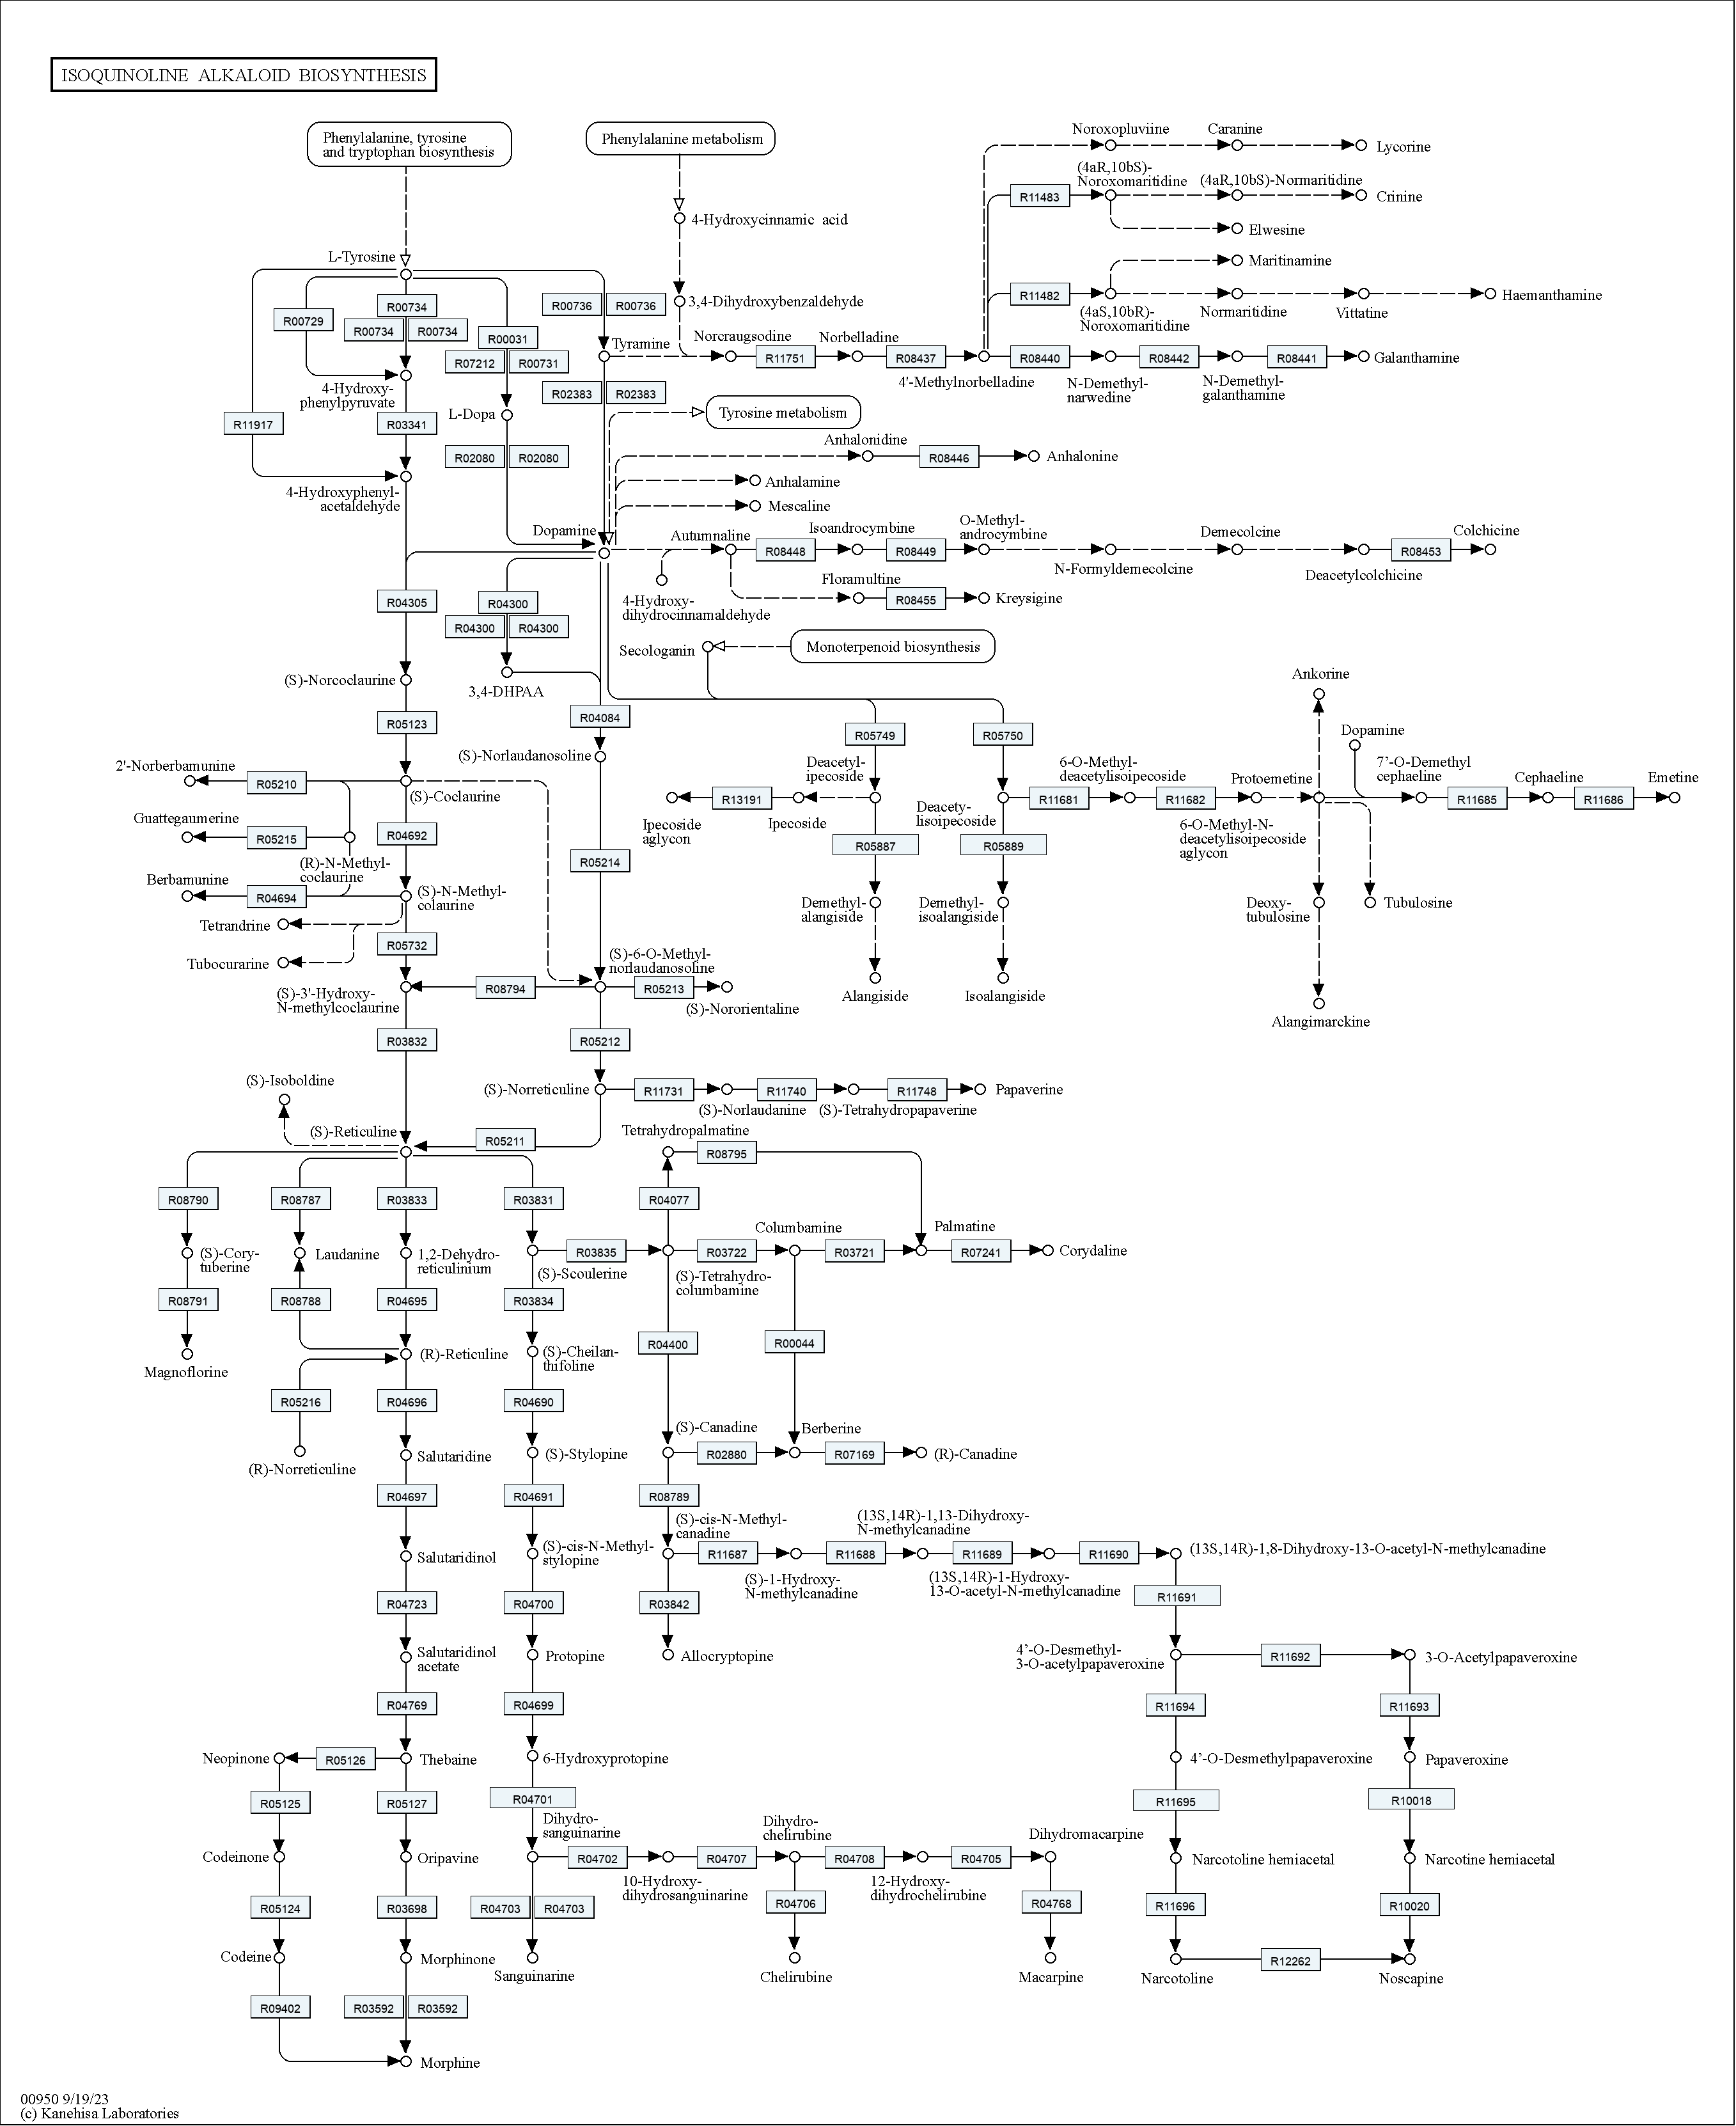 ISOQUINOLINE ALKALOID BIOSYNTHESIS
Phenylalanine, tyrosine
and tryptophan biosynthesis
Phenylalanine metabolism
Noroxopluviine
Caranine
Lycorine
(4aR,10bS)-
Noroxomaritidine
(4aR,10bS)-Normaritidine
R11483
Crinine
4-Hydroxycinnamic acid
Elwesine
L-Tyrosine
Maritinamine
R00729
R00734
R00734
R00734
R00031
R00736
R00736
3,4-Dihydroxybenzaldehyde
R11482
Haemanthamine
(4aS,10bR)-
Noroxomaritidine
Normaritidine
Vittatine
R07212
R00731
Tyramine
Norcraugsodine
R11751
Norbelladine
R08437
R08440
R08442
R08441
Galanthamine
4'-Methylnorbelladine
N-Demethyl-
narwedine
N-Demethyl-
galanthamine
4-Hydroxy-
phenylpyruvate
R02383
R02383
L-Dopa
Tyrosine metabolism
R11917
R03341
R02080
R02080
Anhalonidine
R08446
Anhalonine
Anhalamine
Mescaline
4-Hydroxyphenyl-
acetaldehyde
Dopamine
Autumnaline
R08448
Isoandrocymbine
R08449
O-Methyl-
androcymbine
Demecolcine
Colchicine
R08453
N-Formyldemecolcine
Deacetylcolchicine
4-Hydroxy-
dihydrocinnamaldehyde
Floramultine
R08455
Kreysigine
R04305
R04300
R04300
R04300
Secologanin
Monoterpenoid biosynthesis
(S)-Norcoclaurine
3,4-DHPAA
Ankorine
R05123
R04084
R05749
R05750
Dopamine
(S)-Norlaudanosoline
Deacetyl-
ipecoside
6-O-Methyl-
deacetylisoipecoside
Protoemetine
7'-O-Demethyl
cephaeline
Cephaeline
Emetine
2'-Norberbamunine
R05210
(S)-Coclaurine
R13191
R11681
R11682
R11685
R11686
Ipecoside
aglycon
Ipecoside
Deacety-
lisoipecoside
6-O-Methyl-N-
deacetylisoipecoside
aglycon
Guattegaumerine
R05215
R04692
R05214
R05887
R05889
(R)-N-Methyl-
coclaurine
Berbamunine
R04694
(S)-N-Methyl-
colaurine
Demethyl-
alangiside
Demethyl-
isoalangiside
Deoxy-
tubulosine
Tubulosine
Tetrandrine
R05732
Tubocurarine
(S)-6-O-Methyl-
norlaudanosoline
(S)-3'-Hydroxy-
N-methylcoclaurine
R08794
R05213
(S)-Nororientaline
Alangiside
Isoalangiside
Alangimarckine
R03832
R05212
(S)-Isoboldine
(S)-Norreticuline
R11731
R11740
R11748
Papaverine
(S)-Norlaudanine
(S)-Tetrahydropapaverine
(S)-Reticuline
R05211
Tetrahydropalmatine
R08795
R08790
R08787
R03833
R03831
R04077
(S)-Cory-
tuberine
Laudanine
1,2-Dehydro-
reticulinium
(S)-Scoulerine
R03835
R03722
Columbamine
R03721
Palmatine
R07241
Corydaline
(S)-Tetrahydro-
columbamine
R08791
R08788
R04695
R03834
R04400
R00044
Magnoflorine
(R)-Reticuline
(S)-Cheilan-
thifoline
R05216
R04696
R04690
(S)-Canadine
Berberine
(R)-Norreticuline
Salutaridine
(S)-Stylopine
R02880
R07169
(R)-Canadine
R04697
R04691
R08789
(S)-cis-N-Methyl-
canadine
(13S,14R)-1,13-Dihydroxy-
N-methylcanadine
Salutaridinol
(S)-cis-N-Methyl-
stylopine
R11687
R11688
R11689
R11690
(13S,14R)-1,8-Dihydroxy-13-O-acetyl-N-methylcanadine
(S)-1-Hydroxy-
N-methylcanadine
(13S,14R)-1-Hydroxy-
13-O-acetyl-N-methylcanadine
R04723
R04700
R03842
R11691
Salutaridinol
acetate
Protopine
Allocryptopine
4'-O-Desmethyl-
3-O-acetylpapaveroxine
R11692
3-O-Acetylpapaveroxine
R04769
R04699
R11694
R11693
Neopinone
R05126
Thebaine
6-Hydroxyprotopine
4'-O-Desmethylpapaveroxine
Papaveroxine
R05125
R05127
R04701
R11695
R10018
Dihydro-
sanguinarine
Dihydro-
chelirubine
Dihydromacarpine
Codeinone
Oripavine
R04702
R04707
R04708
R04705
Narcotoline hemiacetal
Narcotine hemiacetal
10-Hydroxy-
dihydrosanguinarine
12-Hydroxy-
dihydrochelirubine
R05124
R03698
R04703
R04703
R04706
R04768
R11696
R10020
Codeine
Morphinone
Sanguinarine
Chelirubine
Macarpine
Narcotoline
R12262
Noscapine
R09402
R03592
R03592
Morphine
00950 9/19/23
(c) Kanehisa Laboratories